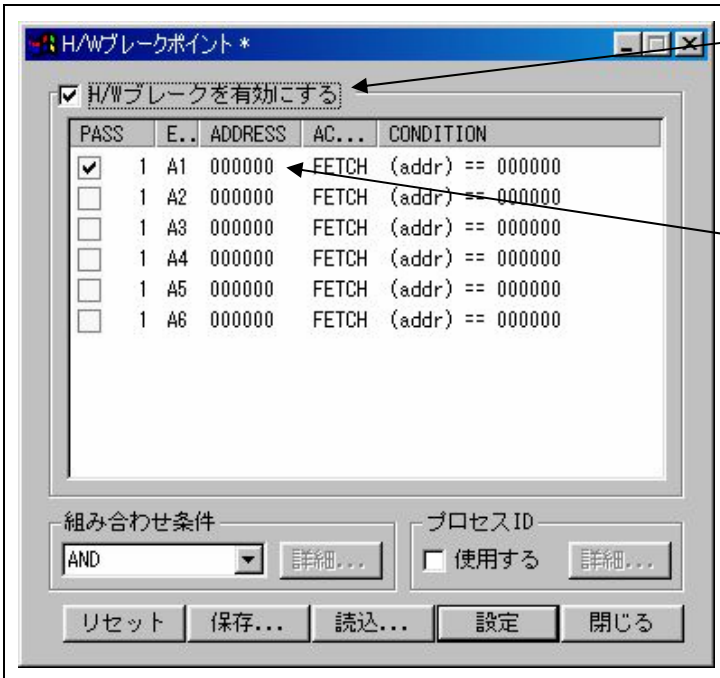 H/Wブレークポイント *
H/Wブレークを有効にする
PASS E.. ADDRESS AC... CONDITION
1 A1 000000 FETCH (addr) == 000000
1 A2 000000 FETCH (addr) == 000000
1 A3 000000 FETCH (addr) == 000000
1 A4 000000 FETCH (addr) == 000000
1 A5 000000 FETCH (addr) == 000000
1 A6 000000 FETCH (addr) == 000000
組み合わせ条件 プロセスID
AND 詳細... 使用する 詳細...
リセット 保存... 読込... 設定 閉じる